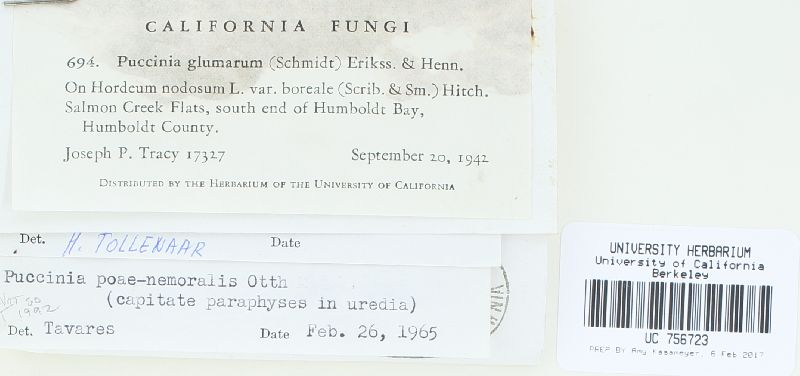 CALIFORNIA FUNGI
694. Puccinia glumarum (Schmidt) Erikss. & Henn.
On Hordeum nodosum L. var. boreale (Scrib. & Sm.) Hitch.
Salmon Creek Flats, south end of Humboldt Bay,
Humboldt County.
Joseph P. Tracy 17327 September 20, 1942
DISTRIBUTED BY THE HERBARIUM OF THE UNIVERSITY OF CALIFORNIA
Det. H. TOLLENAAR Date
Puccinia poae-nemoralis Otth
(capitate paraphyses in uredia)
1992
Det. Tavares Date Feb. 26, 1965
UNIVERSITY HERBARIUM
University of California
Berkeley
UC 756723
PREP BY Amy Kasameyer, 6 Feb 2017